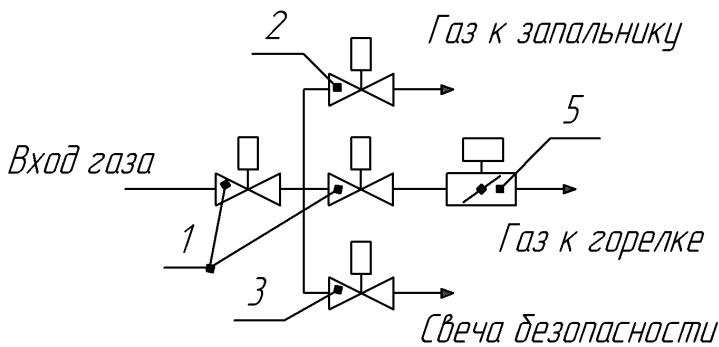 2
Газ к запальнику
5
Вход газа
1
Газ к горелке
3
Свеча безопасности